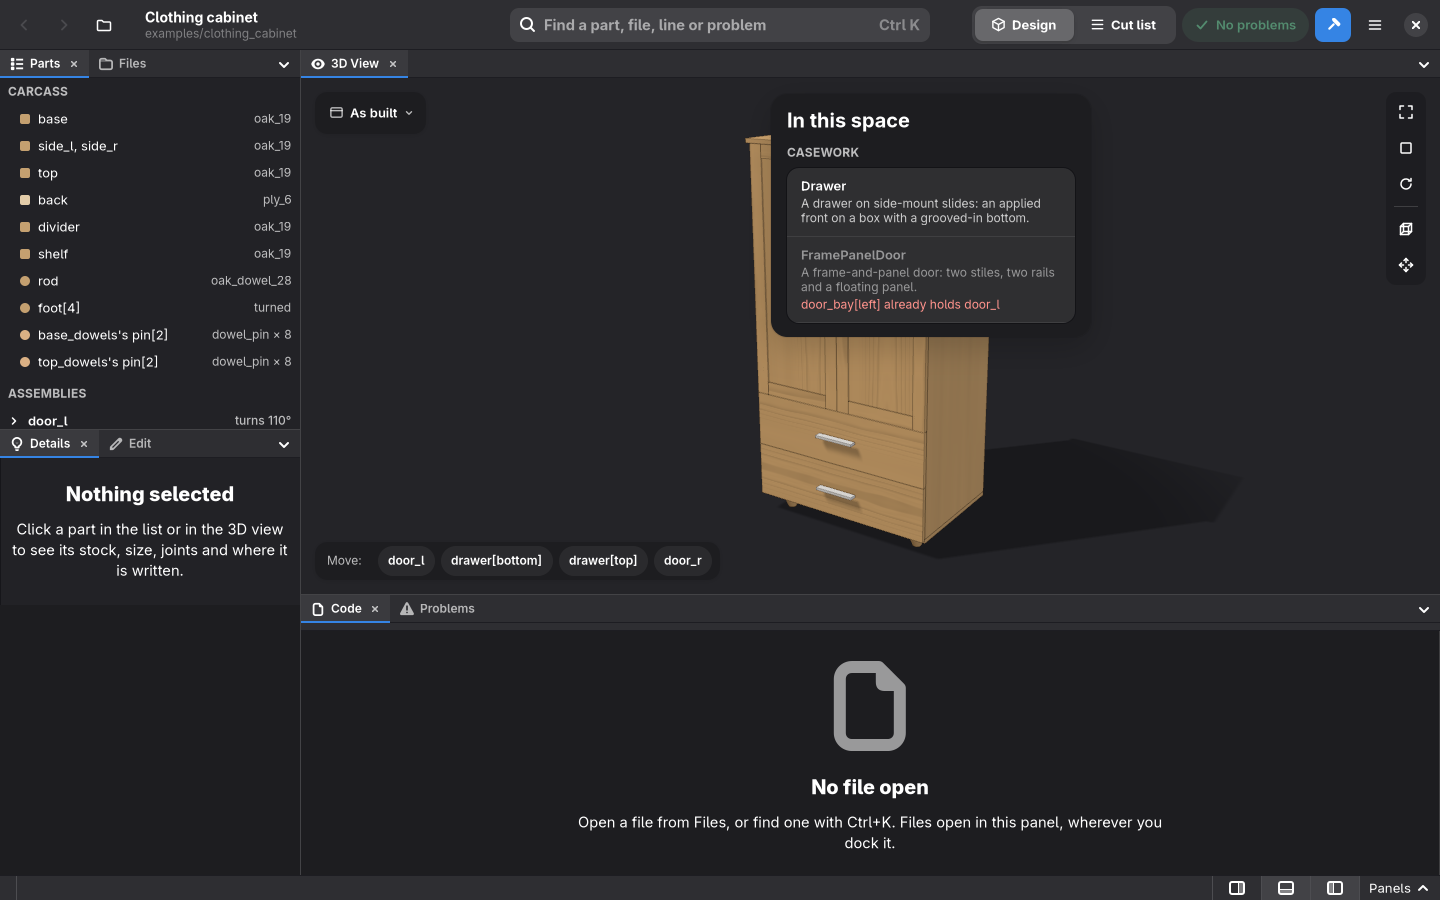 Clothing cabinet
examples/clothing_cabinet
Find a part, file, line or problem
Ctrl K
Design
Cut list
No problems
Parts
Files
3D View
CARCASS
base
oak_19
side_l, side_r
oak_19
top
oak_19
back
ply_6
divider
oak_19
shelf
oak_19
rod
oak_dowel_28
foot[4]
turned
base_dowels's pin[2]
dowel_pin × 8
top_dowels's pin[2]
dowel_pin × 8
ASSEMBLIES
door_l
turns 110°
As built
In this space
CASEWORK
Drawer
A drawer on side-mount slides: an applied
front on a box with a grooved-in bottom.
FramePanelDoor
A frame-and-panel door: two stiles, two rails
and a floating panel.
door_bay[left] already holds door_l
Details
Edit
Nothing selected
Click a part in the list or in the 3D view
to see its stock, size, joints and where it
is written.
Move:
door_l
drawer[bottom]
drawer[top]
door_r
Code
Problems
No file open
Open a file from Files, or find one with Ctrl+K. Files open in this panel, wherever you
dock it.
Panels